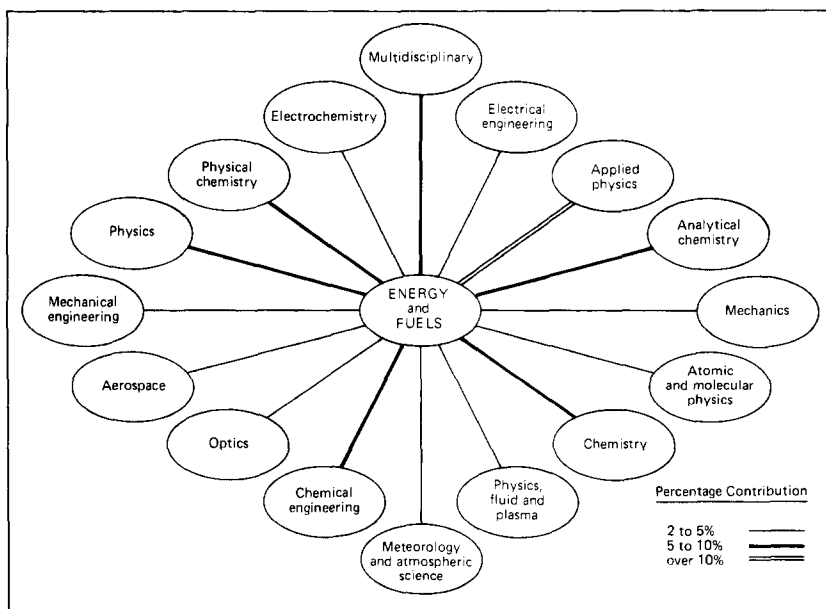 Multidisciplinary
Electrochemistry
Electrical
engineering
Physical
chemistry
Applied
physics
Physics
Analytical
chemistry
Mechanical
engineering
ENERGY
and
FUELS
Mechanics
Aerospace
Atomic
and molecular
physics
Optics
Chemistry
Chemical
engineering
Physics,
fluid and
plasma
Meteorology
and atmospheric
science
Percentage Contribution
2 to 5%
5 to 10%
over 10%